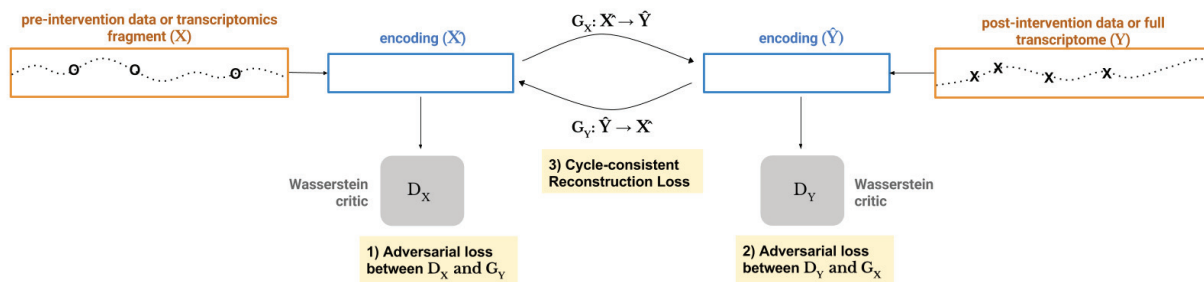 pre-intervention data or transcriptomics
fragment (X)
encoding (X̂)
G_X: X̂ → Ŷ
encoding (Ŷ)
post-intervention data or full
transcriptome (Y)
O O O
X X X X
G_Y: Ŷ → X̂
3) Cycle-consistent
Reconstruction Loss
Wasserstein
critic
D_X
D_Y
Wasserstein
critic
1) Adversarial loss
between D_X and G_Y
2) Adversarial loss
between D_Y and G_X